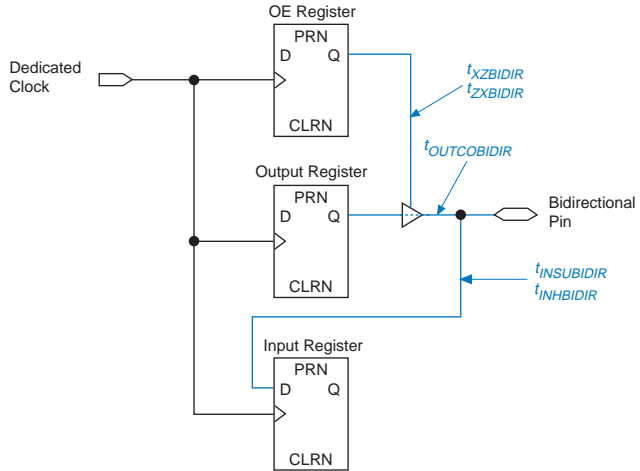 OE Register
PRN
D Q
CLRN
Dedicated
Clock
tXZBIDIR
tZXBIDIR
tOUTCOBIDIR
Output Register
PRN
D Q
CLRN
Bidirectional
Pin
tINSUBIDIR
tINHBIDIR
Input Register
PRN
D Q
CLRN